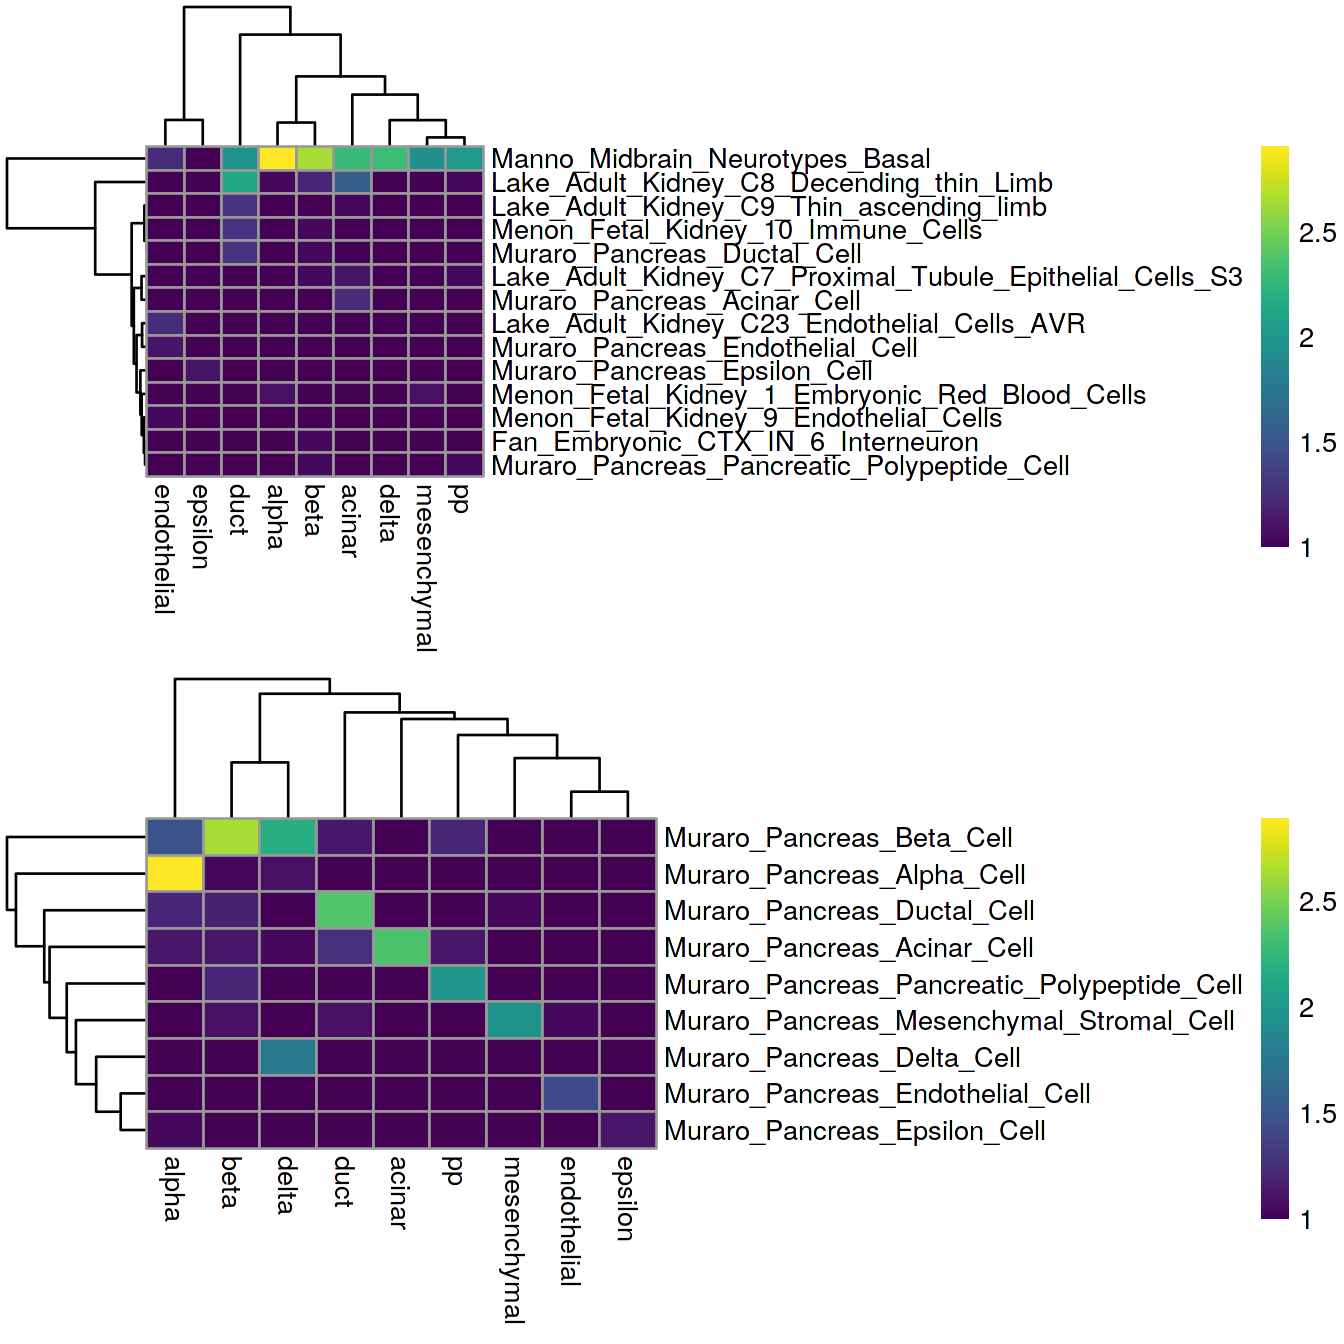 Manno_Midbrain_Neurotypes_Basal
Lake_Adult_Kidney_C8_Decending_thin_Limb
Lake_Adult_Kidney_C9_Thin_ascending_limb
Menon_Fetal_Kidney_10_Immune_Cells
Muraro_Pancreas_Ductal_Cell
Lake_Adult_Kidney_C7_Proximal_Tubule_Epithelial_Cells_S3
Muraro_Pancreas_Acinar_Cell
Lake_Adult_Kidney_C23_Endothelial_Cells_AVR
Muraro_Pancreas_Endothelial_Cell
Muraro_Pancreas_Epsilon_Cell
Menon_Fetal_Kidney_1_Embryonic_Red_Blood_Cells
Menon_Fetal_Kidney_9_Endothelial_Cells
Fan_Embryonic_CTX_IN_6_Interneuron
Muraro_Pancreas_Pancreatic_Polypeptide_Cell
endothelial
epsilon
duct
alpha
beta
acinar
delta
mesenchymal
pp
2.5
2
1.5
1
Muraro_Pancreas_Beta_Cell
Muraro_Pancreas_Alpha_Cell
Muraro_Pancreas_Ductal_Cell
Muraro_Pancreas_Acinar_Cell
Muraro_Pancreas_Pancreatic_Polypeptide_Cell
Muraro_Pancreas_Mesenchymal_Stromal_Cell
Muraro_Pancreas_Delta_Cell
Muraro_Pancreas_Endothelial_Cell
Muraro_Pancreas_Epsilon_Cell
alpha
beta
delta
duct
acinar
pp
mesenchymal
endothelial
epsilon
2.5
2
1.5
1